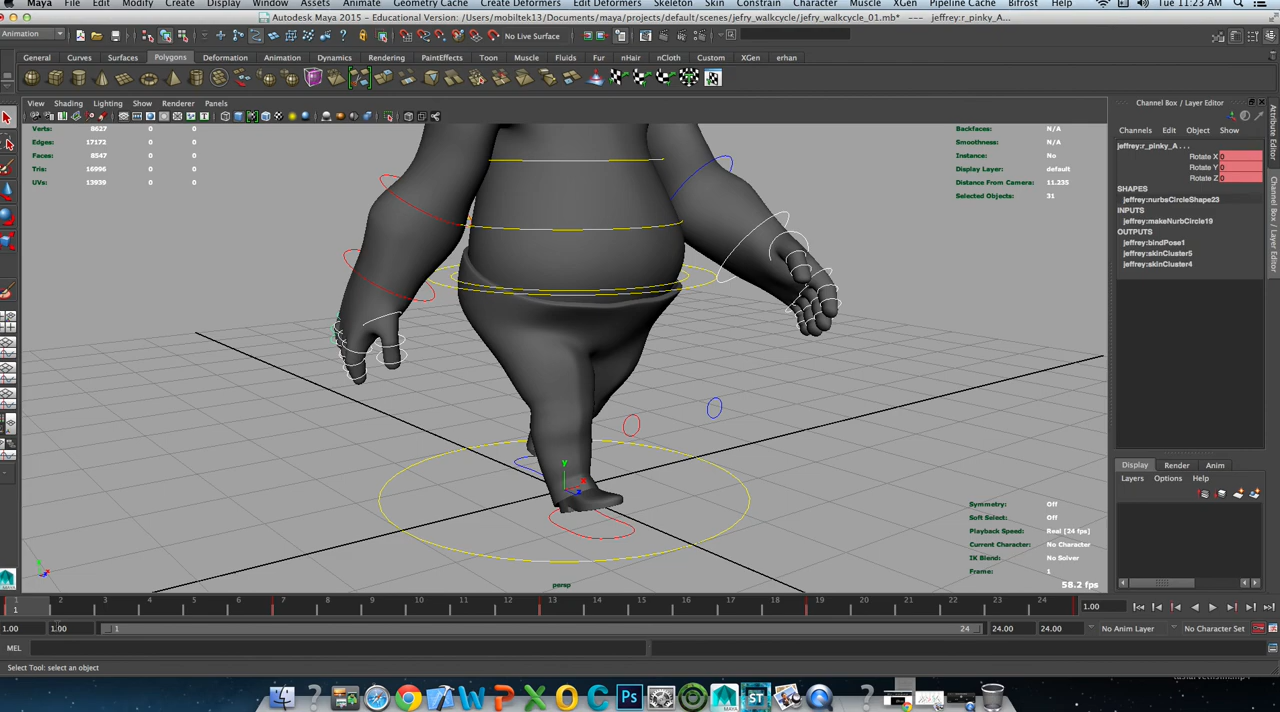 Maya File Edit Modify Create Display Window Assets Animate Geometry Cache Create Deformers Edit Deformers Skeleton Skin Constrain Character Muscle XGen Pipeline Cache Bifrost Help Tue 11:23 AM
Autodesk Maya 2015 - Educational Version: /Users/mobiltek13/Documents/maya/projects/default/scenes/jefry_walkcycle/jefry_walkcycle_01.mb* --- jeffrey:r_pinky_A...
Animation No Live Surface
General Curves Surfaces Polygons Deformation Animation Dynamics Rendering PaintEffects Toon Muscle Fluids Fur nHair nCloth Custom XGen erhan
View Shading Lighting Show Renderer Panels
Channel Box / Layer Editor
Verts: 8627 0 0
Edges: 17172 0 0
Faces: 8547 0 0
Tris: 16996 0 0
UVs: 13939 0 0
Backfaces: N/A
Smoothness: N/A
Instance: No
Display Layer: default
Distance From Camera: 11.235
Selected Objects: 31
Channels Edit Object Show
jeffrey:r_pinky_A...
Rotate X 0
Rotate Y 0
Rotate Z 0
SHAPES
jeffrey:nurbsCircleShape23
INPUTS
jeffrey:makeNurbCircle19
OUTPUTS
jeffrey:bindPose1
jeffrey:skinCluster5
jeffrey:skinCluster4
Attribute Editor
Channel Box / Layer Editor
y
x
z
Symmetry: Off
Soft Select: Off
Playback Speed: Real [24 fps]
Current Character: No Character
IK Blend: No Solver
Frame: 1
58.2 fps
persp
Display Render Anim
Layers Options Help
1 2 3 4 5 6 7 8 9 10 11 12 13 14 15 16 17 18 19 20 21 22 23 24
1
1.00
1.00 1.00 1 24 24.00 24.00 No Anim Layer No Character Set
MEL
Select Tool: select an object
W P X O C Ps ST